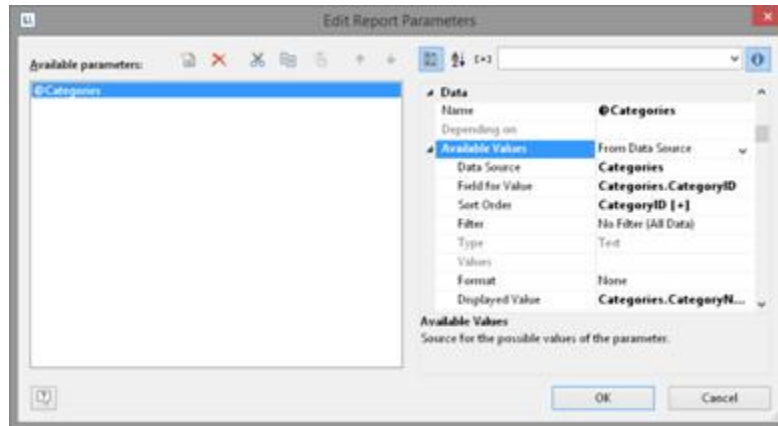 Edit Report Parameters
Available parameters:
@Categories
Data
Name @Categories
Depending on
Available Values From Data Source
Data Source Categories
Field for Value Categories.CategoryID
Sort Order CategoryID [+]
Filter No Filter (All Data)
Type Text
Values
Format None
Displayed Value Categories.CategoryN...
Available Values
Source for the possible values of the parameter.
OK Cancel